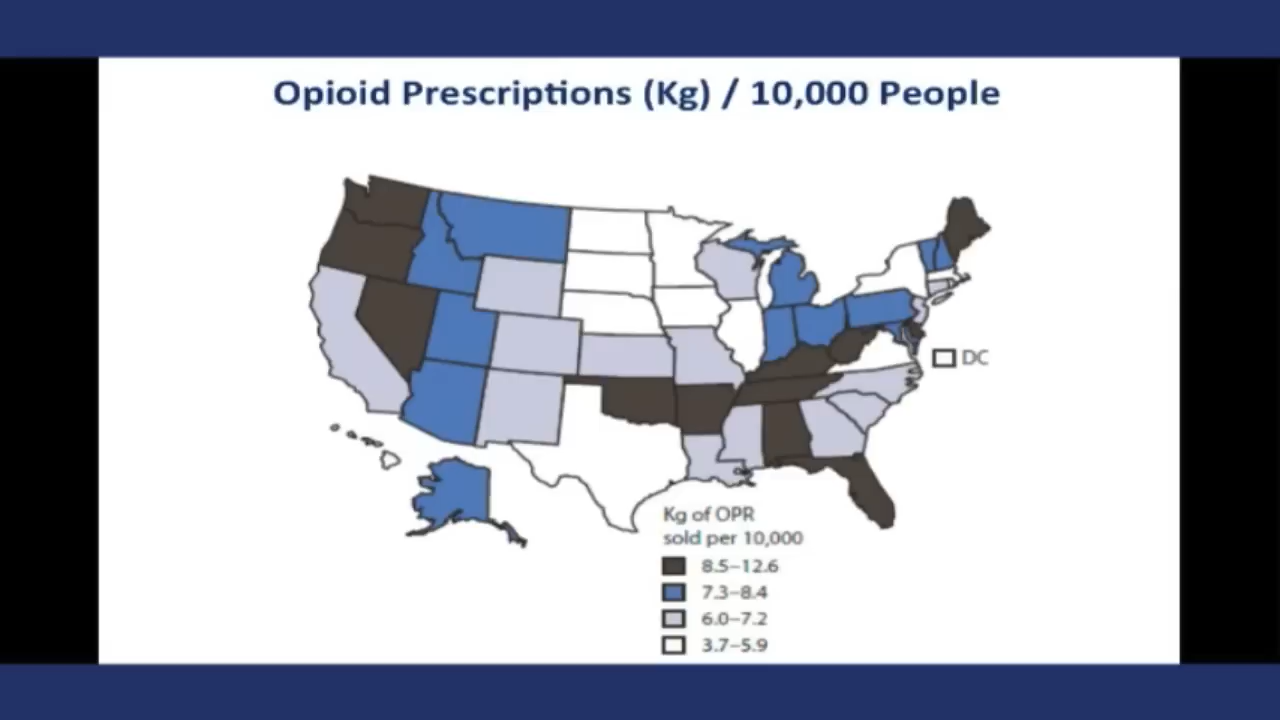 Opioid Prescriptions (Kg) / 10,000 People
DC
Kg of OPR
sold per 10,000
8.5–12.6
7.3–8.4
6.0–7.2
3.7–5.9